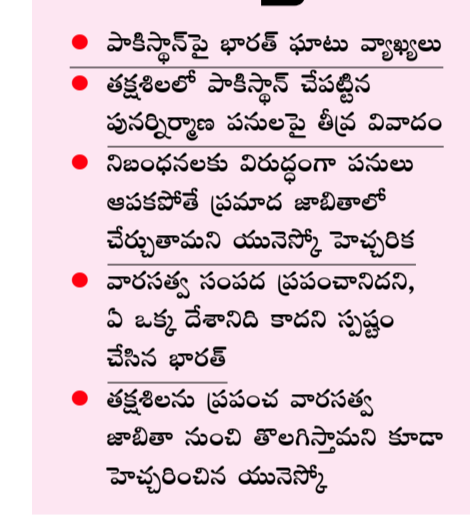 • పాకిస్థాన్‌పై భారత్ ఘాటు వ్యాఖ్యలు
• తక్షశిలలో పాకిస్థాన్ చేపట్టిన
పునర్నిర్మాణ పనులపై తీవ్ర వివాదం
• నిబంధనలకు విరుద్ధంగా పనులు
ఆపకపోతే ప్రమాద జాబితాలో
చేర్చుతామని యునెస్కో హెచ్చరిక
• వారసత్వ సంపద ప్రపంచానిదని,
ఏ ఒక్క దేశానిది కాదని స్పష్టం
చేసిన భారత్
• తక్షశిలను ప్రపంచ వారసత్వ
జాబితా నుంచి తొలగిస్తామని కూడా
హెచ్చరించిన యునెస్కో